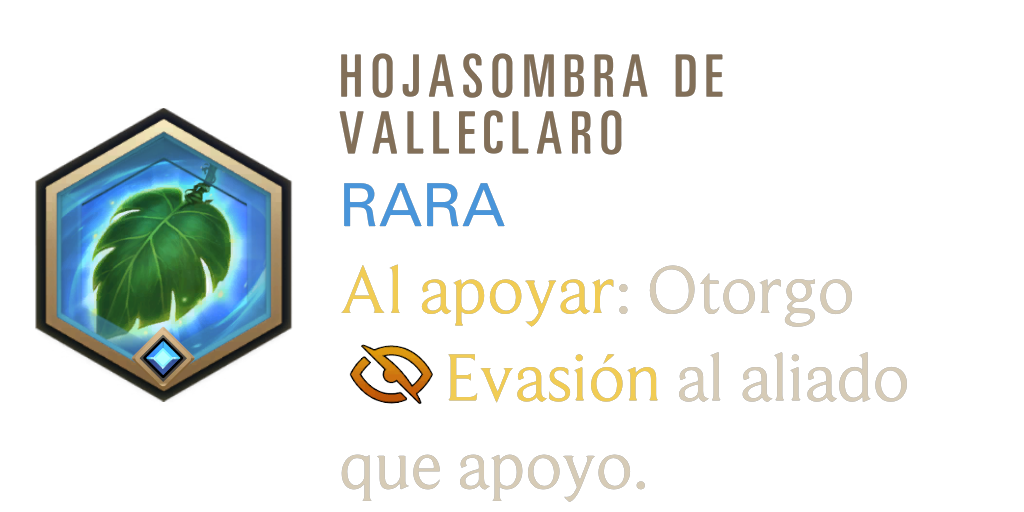 HOJASOMBRA DE
VALLECLARO
RARA
Al apoyar: Otorgo
Evasión al aliado
que apoyo.